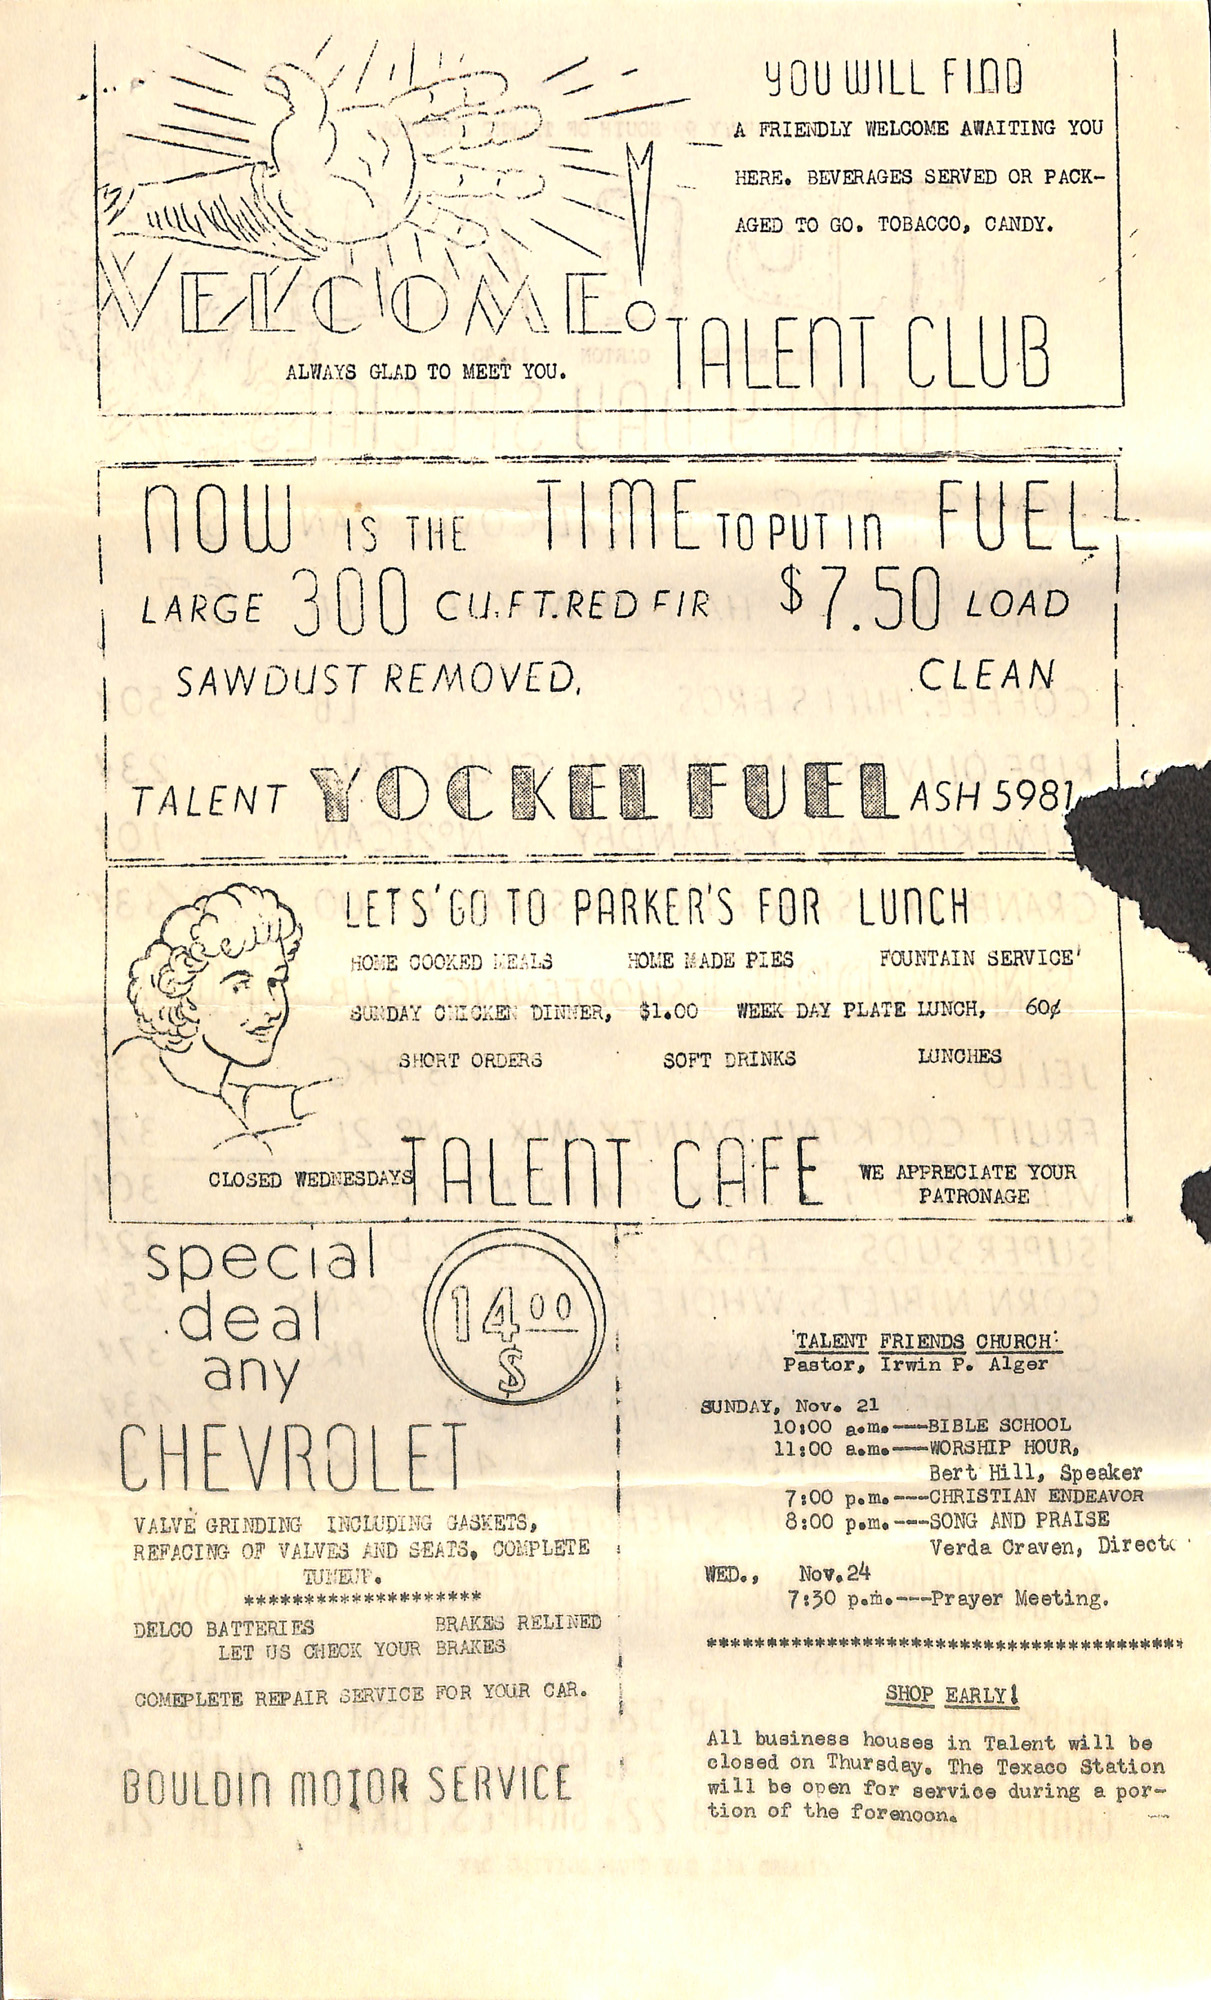 YOU WILL FIND
A FRIENDLY WELCOME AWAITING YOU
HERE. BEVERAGES SERVED OR PACK-
AGED TO GO. TOBACCO, CANDY.
WELCOME!
TALENT CLUB
ALWAYS GLAD TO MEET YOU.
NOW IS THE TIME TO PUT IN FUEL
LARGE 300 CU.FT. RED FIR $7.50 LOAD
SAWDUST REMOVED. CLEAN
TALENT YOCKEL FUEL ASH 5981
LETS' GO TO PARKER'S FOR LUNCH
HOME COOKED MEALS HOME MADE PIES FOUNTAIN SERVICE'
SUNDAY CHICKEN DINNER, $1.00 WEEK DAY PLATE LUNCH, 60¢
SHORT ORDERS SOFT DRINKS LUNCHES
CLOSED WEDNESDAYS TALENT CAFE WE APPRECIATE YOUR
PATRONAGE
special
deal
any
1400
$
CHEVROLET
VALVE GRINDING INCLUDING GASKETS,
REFACING OF VALVES AND SEATS, COMPLETE
TUNEUP.
********************
DELCO BATTERIES BRAKES RELINED
LET US CHECK YOUR BRAKES
COMEPLETE REPAIR SERVICE FOR YOUR CAR.
BOULDIN MOTOR SERVICE
TALENT FRIENDS CHURCH
Pastor, Irwin P. Alger
SUNDAY, Nov. 21
10:00 a.m.---BIBLE SCHOOL
11:00 a.m.---WORSHIP HOUR,
Bert Hill, Speaker
7:00 p.m.---CHRISTIAN ENDEAVOR
8:00 p.m.---SONG AND PRAISE
Verda Craven, Directo
WED., Nov.24
7:30 p.m.---Prayer Meeting.
****************************************
SHOP EARLY!
All business houses in Talent will be
closed on Thursday. The Texaco Station
will be open for service during a por-
tion of the forenoon.